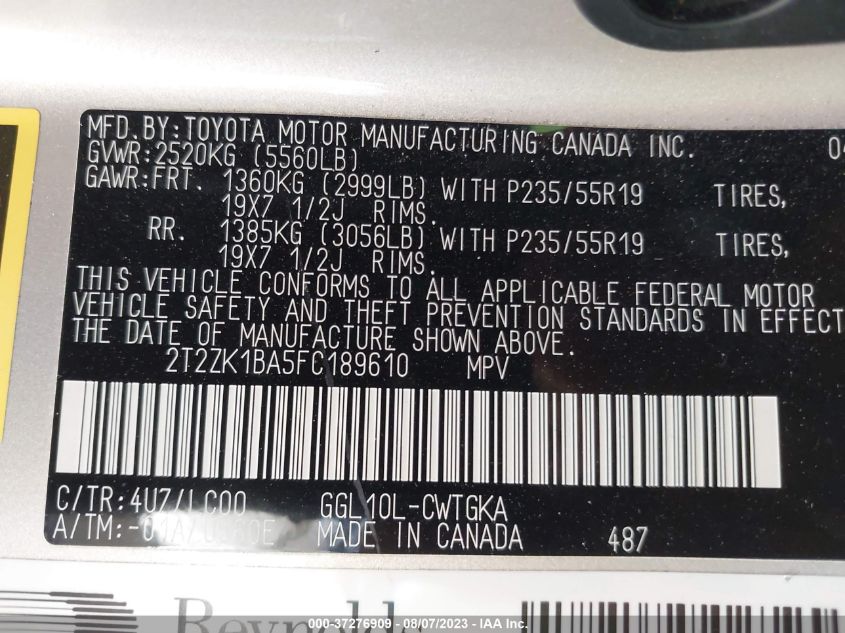 MFD.BY:TOYOTA MOTOR MANUFACTURING CANADA INC. 04
GVWR:2520KG (5560LB)
GAWR:FRT. 1360KG (2999LB) WITH P235/55R19 TIRES,
19X7 1/2J RIMS.
RR. 1385KG (3056LB) WITH P235/55R19 TIRES,
19X7 1/2J RIMS.
THIS VEHICLE CONFORMS TO ALL APPLICABLE FEDERAL MOTOR
VEHICLE SAFETY AND THEFT PREVENTION STANDARDS IN EFFECT
THE DATE OF MANUFACTURE SHOWN ABOVE.
2T2ZK1BA5FC189610 MPV
C/TR:4U7/LC00 GGL10L-CWTGKA
A/TM: MADE IN CANADA 487
000-37276909 - 08/07/2023 - IAA Inc.